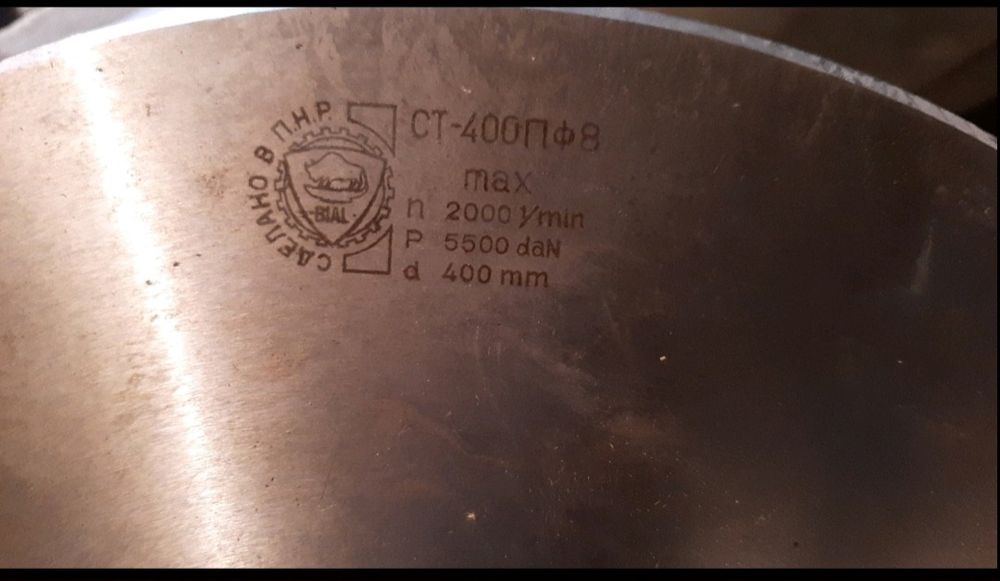 СДЕЛАНО В П.Н.Р.
BIAL
СТ-400ПФ8
max
n 2000 1/min
P 5500 daN
d 400 mm